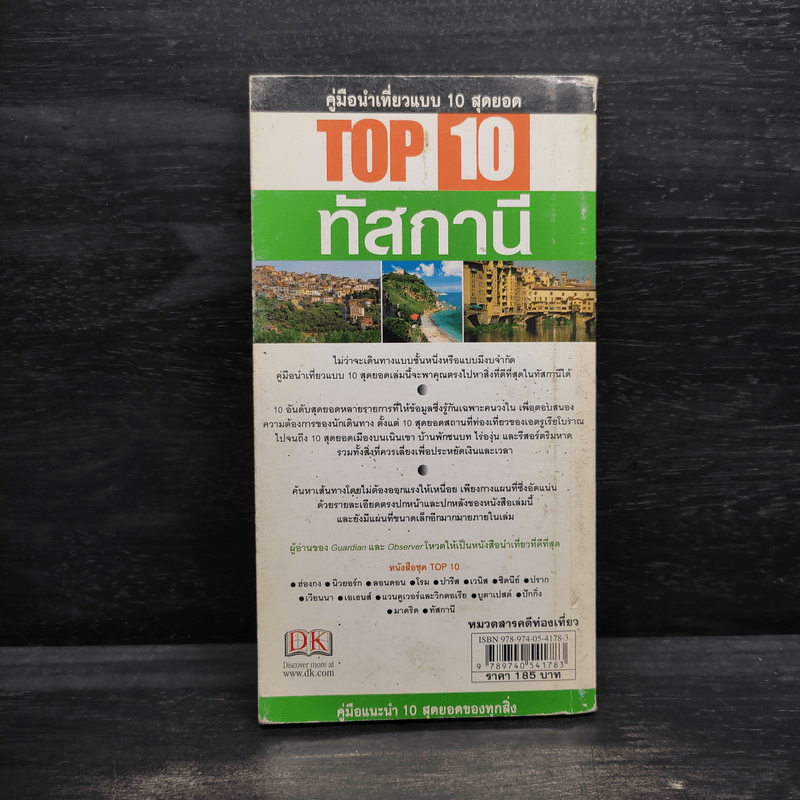 คู่มือนำเที่ยวแบบ 10 สุดยอด
TOP 10
ทัสกานี
ไม่ว่าจะเดินทางแบบชั้นหนึ่งหรือแบบมีงบจำกัด
คู่มือนำเที่ยวแบบ 10 สุดยอดเล่มนี้จะพาคุณตรงไปหาสิ่งที่ดีที่สุดในทัสกานีได้
10 อันดับสุดยอดหลายรายการที่ให้ข้อมูลซึ่งรู้กันเฉพาะคนวงใน เพื่อตอบสนอง
ความต้องการของนักเดินทาง ตั้งแต่ 10 สุดยอดสถานที่ท่องเที่ยวของเอตรูเรียโบราณ
ไปจนถึง 10 สุดยอดเมืองบนเนินเขา บ้านพักชนบท ไร่องุ่น และรีสอร์ตริมหาด
รวมทั้งสิ่งที่ควรเลี่ยงเพื่อประหยัดเงินและเวลา
ค้นหาเส้นทางโดยไม่ต้องออกแรงให้เหนื่อย เพียงกางแผนที่ซึ่งอัดแน่น
ด้วยรายละเอียดตรงปกหน้าและปกหลังของหนังสือเล่มนี้
และยังมีแผนที่ขนาดเล็กอีกมากมายภายในเล่ม
ผู้อ่านของ Guardian และ Observer โหวตให้เป็นหนังสือนำเที่ยวที่ดีที่สุด
หนังสือชุด TOP 10
● ฮ่องกง ● นิวยอร์ก ● ลอนดอน ● โรม ● ปารีส ● เวนิส ● ซิดนีย์ ● ปราก
● เวียนนา ● เอเธนส์ ● แวนคูเวอร์และวิกตอเรีย ● บูดาเปสต์ ● ปักกิ่ง
● มาดริด ● ทัสกานี
หมวดสารคดีท่องเที่ยว
ISBN 978-974-05-4178-3
9 789740 541783
ราคา 185 บาท
DK
Discover more at
www.dk.com
คู่มือแนะนำ 10 สุดยอดของทุกสิ่ง